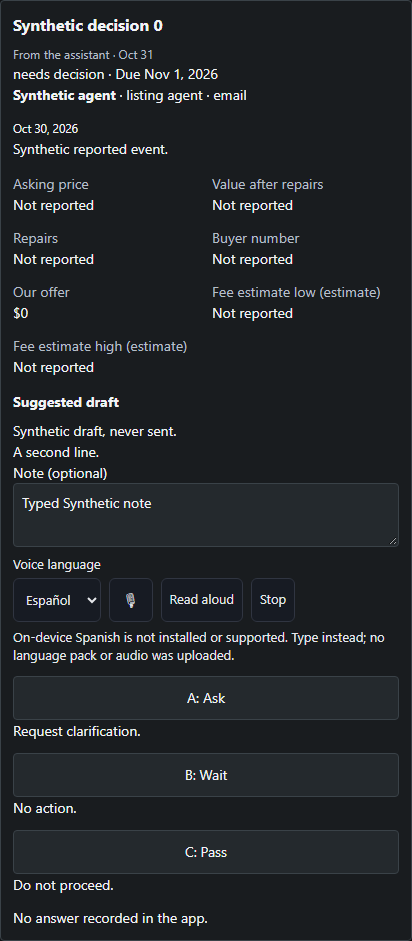 Synthetic decision 0
From the assistant · Oct 31
needs decision · Due Nov 1, 2026
Synthetic agent · listing agent · email
Oct 30, 2026
Synthetic reported event.
Asking price
Not reported
Value after repairs
Not reported
Repairs
Not reported
Buyer number
Not reported
Our offer
$0
Fee estimate low (estimate)
Not reported
Fee estimate high (estimate)
Not reported
Suggested draft
Synthetic draft, never sent.
A second line.
Note (optional)
Typed Synthetic note
Voice language
Español
Read aloud
Stop
On-device Spanish is not installed or supported. Type instead; no
language pack or audio was uploaded.
A: Ask
Request clarification.
B: Wait
No action.
C: Pass
Do not proceed.
No answer recorded in the app.